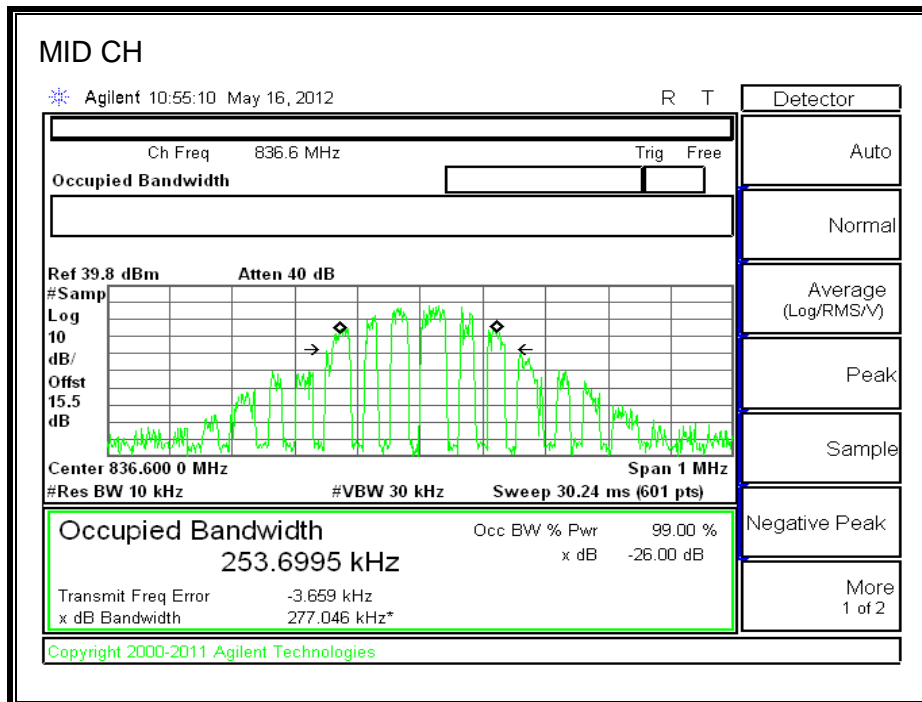 MID CH
Agilent 10:55:10 May 16, 2012 R T
Ch Freq 836.6 MHz Trig Free
Occupied Bandwidth
Ref 39.8 dBm Atten 40 dB
#Samp
Log
10
dB/
Offst
15.5
dB
Center 836.600 0 MHz Span 1 MHz
#Res BW 10 kHz #VBW 30 kHz Sweep 30.24 ms (601 pts)
Occupied Bandwidth Occ BW % Pwr 99.00 %
253.6995 kHz x dB -26.00 dB
Transmit Freq Error -3.659 kHz
x dB Bandwidth 277.046 kHz*
Copyright 2000-2011 Agilent Technologies
Detector
Auto
Normal
Average
(Log/RMS/V)
Peak
Sample
Negative Peak
More
1 of 2